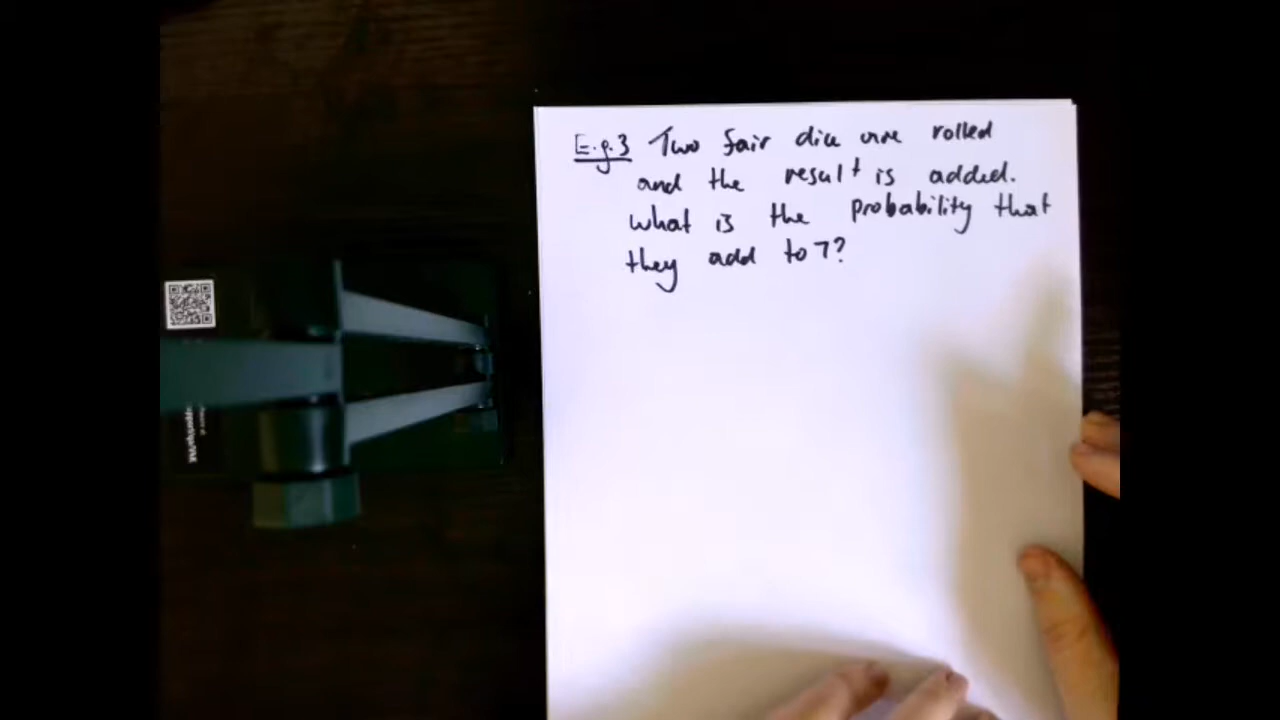 E.g.3 Two fair dice are rolled
and the result is added.
What is the probability that
they add to 7?